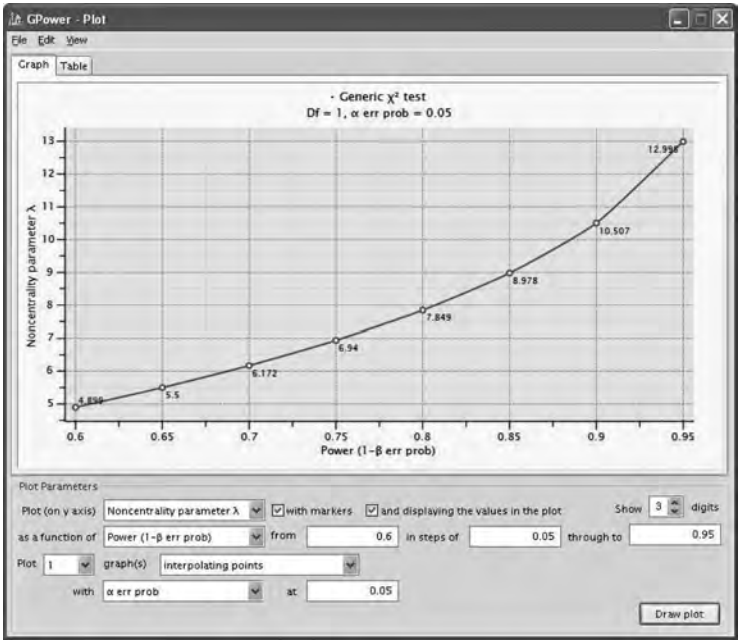 GPower - Plot
File Edit View
Graph Table
- Generic χ² test
Df = 1, α err prob = 0.05
Noncentrality parameter λ
13
12
11
10
9
8
7
6
5
4.899
5.5
6.172
6.94
7.849
8.978
10.507
12.995
0.6 0.65 0.7 0.75 0.8 0.85 0.9 0.95
Power (1-β err prob)
Plot Parameters
Plot (on y axis) Noncentrality parameter λ with markers and displaying the values in the plot Show 3 digits
as a function of Power (1-β err prob) from 0.6 in steps of 0.05 through to 0.95
Plot 1 graph(s) interpolating points
with α err prob at 0.05
Draw plot